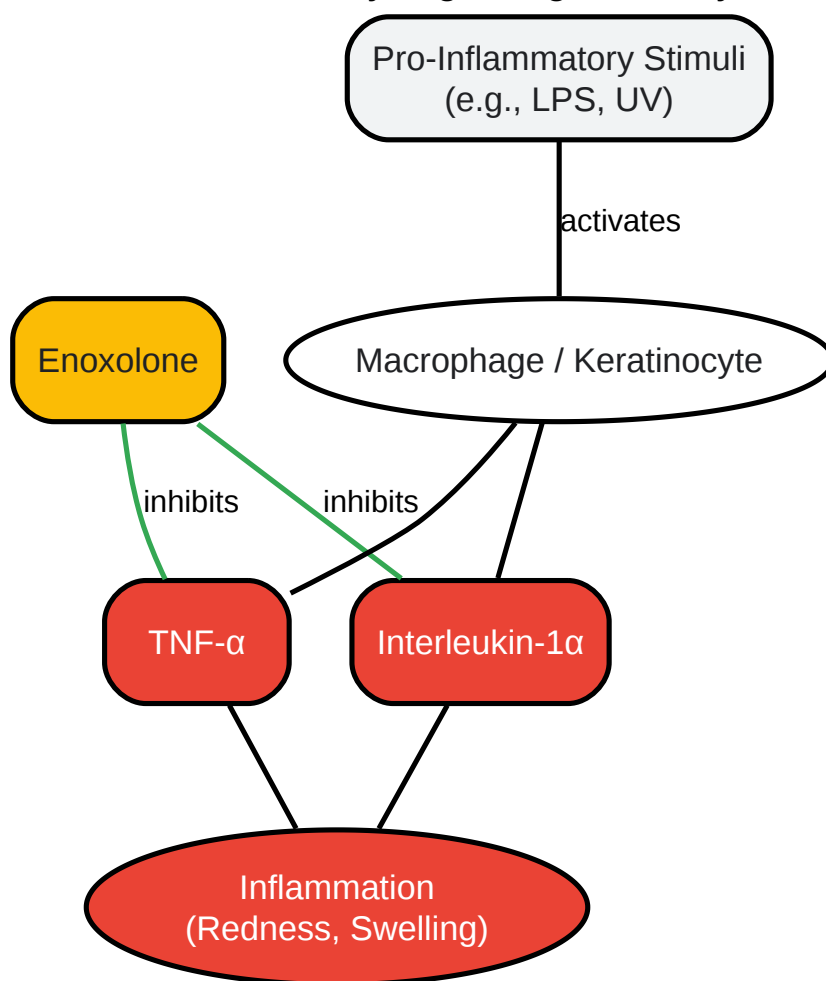 Pro-Inflammatory Stimuli
(e.g., LPS, UV)
activates
Enoxolone
Macrophage / Keratinocyte
inhibits
inhibits
TNF-α
Interleukin-1α
Inflammation
(Redness, Swelling)